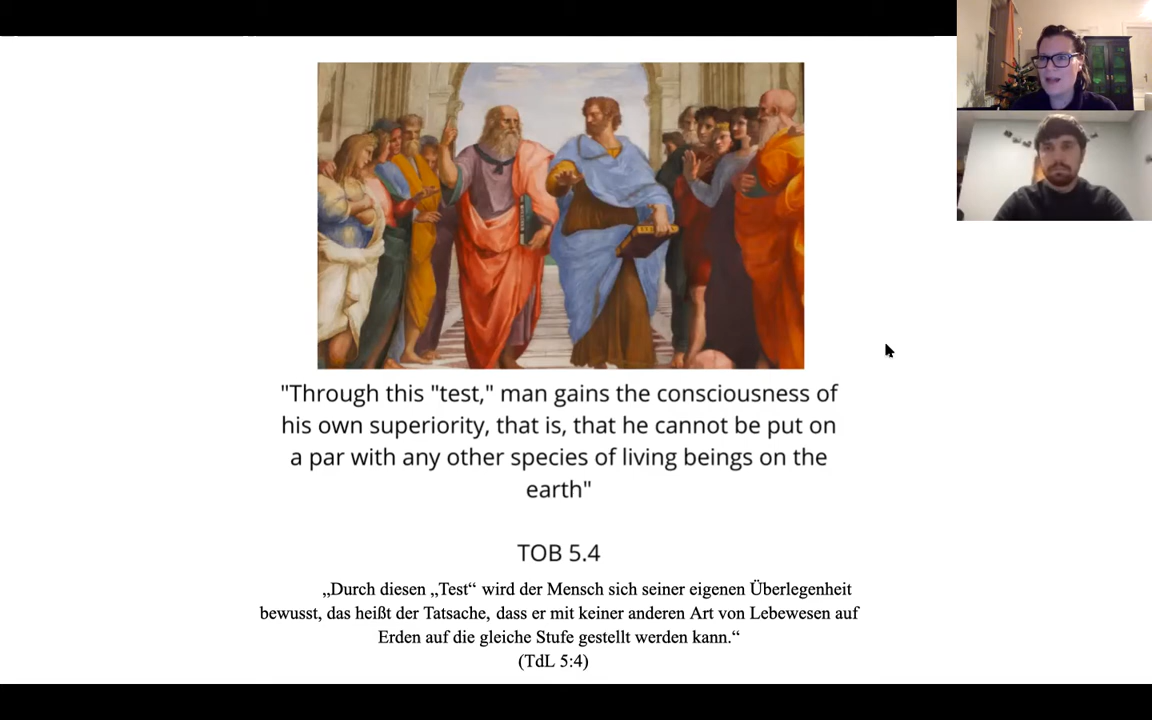 "Through this "test," man gains the consciousness of
his own superiority, that is, that he cannot be put on
a par with any other species of living beings on the
earth"
TOB 5.4
„Durch diesen „Test“ wird der Mensch sich seiner eigenen Überlegenheit
bewusst, das heißt der Tatsache, dass er mit keiner anderen Art von Lebewesen auf
Erden auf die gleiche Stufe gestellt werden kann.“
(TdL 5:4)